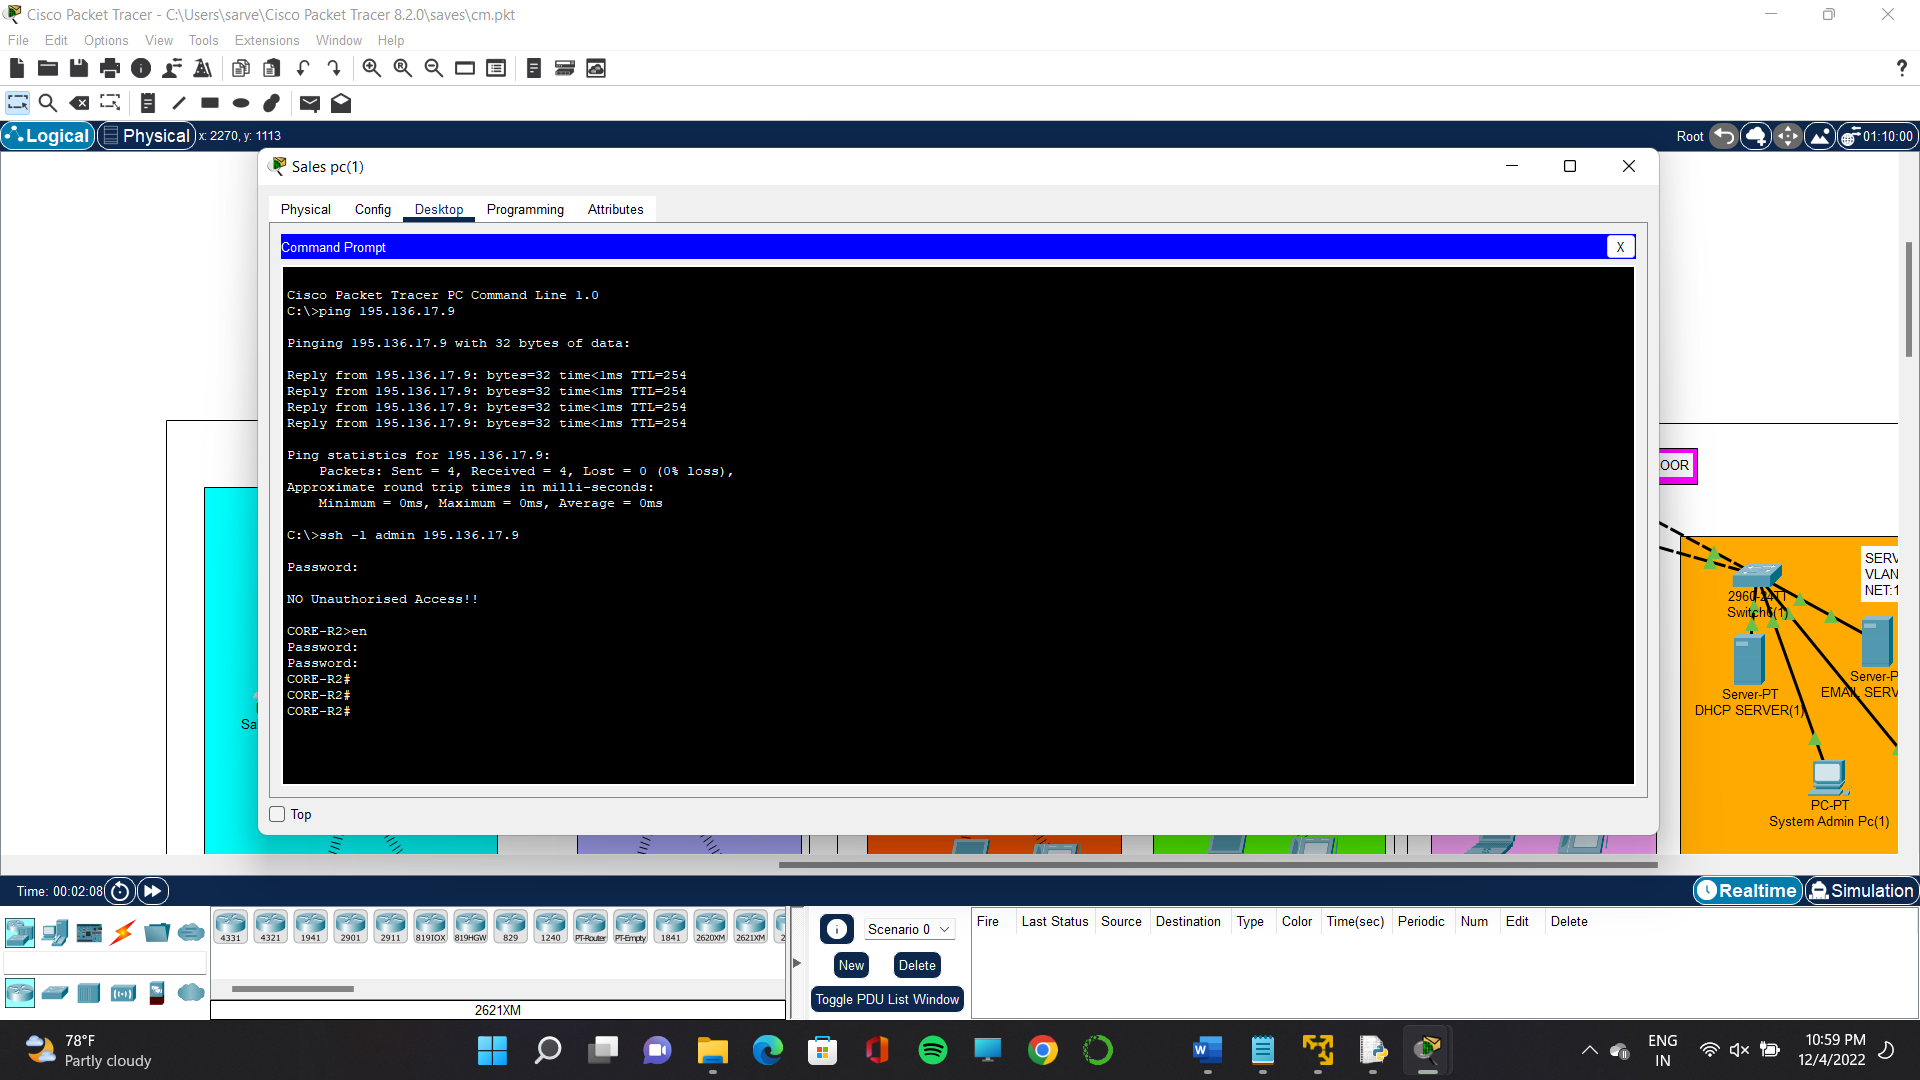 Cisco Packet Tracer - C:\Users\sarve\Cisco Packet Tracer 8.2.0\saves\cm.pkt
File Edit Options View Tools Extensions Window Help
Logical Physical x: 2270, y: 1113 Root 01:10:00
Sales pc(1)
Physical Config Desktop Programming Attributes
Command Prompt X
Cisco Packet Tracer PC Command Line 1.0
C:\>ping 195.136.17.9
Pinging 195.136.17.9 with 32 bytes of data:
Reply from 195.136.17.9: bytes=32 time<1ms TTL=254
Reply from 195.136.17.9: bytes=32 time<1ms TTL=254
Reply from 195.136.17.9: bytes=32 time<1ms TTL=254
Reply from 195.136.17.9: bytes=32 time<1ms TTL=254
Ping statistics for 195.136.17.9:
Packets: Sent = 4, Received = 4, Lost = 0 (0% loss),
Approximate round trip times in milli-seconds:
Minimum = 0ms, Maximum = 0ms, Average = 0ms
C:\>ssh -l admin 195.136.17.9
Password:
NO Unauthorised Access!!
CORE-R2>en
Password:
Password:
CORE-R2#
CORE-R2#
CORE-R2#
Top
Sa
OOR
SERV
VLAN
NET:1
2960-24TT
Switch6(1)
Server-PT
DHCP SERVER(1)
Server-P
EMAIL SERV
PC-PT
System Admin Pc(1)
Time: 00:02:08 Realtime Simulation
4331 4321 1941 2901 2911 819IOX 819HGW 829 1240 PT-Router PT-Empty 1841 2620XM 2621XM 2
2621XM
Scenario 0
New Delete
Toggle PDU List Window
Fire Last Status Source Destination Type Color Time(sec) Periodic Num Edit Delete
78°F
Partly cloudy
ENG
IN
10:59 PM
12/4/2022